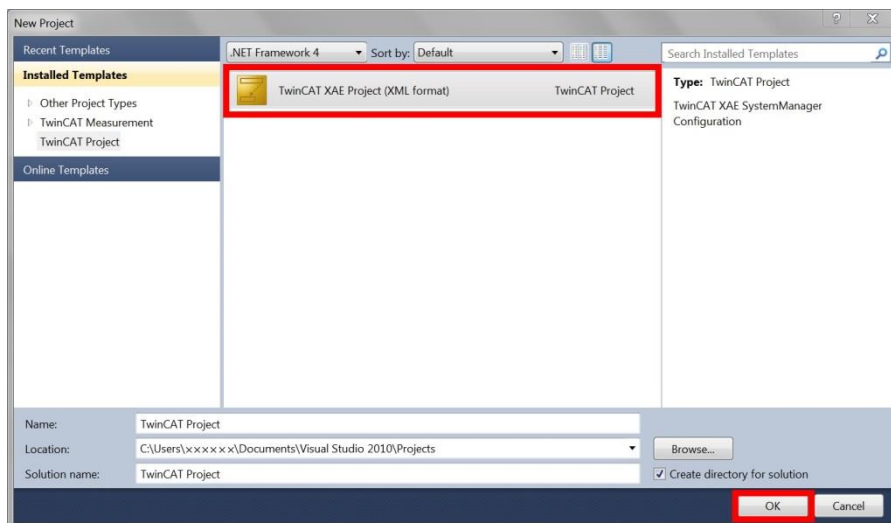 New Project
Recent Templates
Installed Templates
Other Project Types
TwinCAT Measurement
TwinCAT Project
Online Templates
.NET Framework 4 Sort by: Default
TwinCAT XAE Project (XML format) TwinCAT Project
Search Installed Templates
Type: TwinCAT Project
TwinCAT XAE SystemManager
Configuration
Name: TwinCAT Project
Location: C:\Users\××××××\Documents\Visual Studio 2010\Projects Browse...
Solution name: TwinCAT Project Create directory for solution
OK Cancel